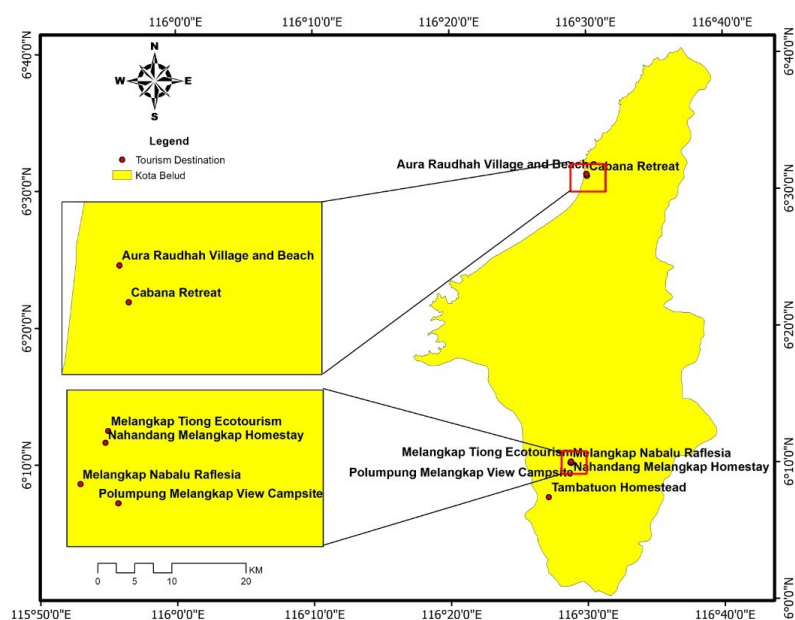 116°0'0"E 116°10'0"E 116°20'0"E 116°30'0"E 116°40'0"E
6°40'0"N
6°30'0"N
6°20'0"N
6°10'0"N
6°40'0"N
6°30'0"N
6°20'0"N
6°10'0"N
6°0'0"N
N
W E
S
Legend
Tourism Destination
Kota Belud
Aura Raudhah Village and Beach
Cabana Retreat
Aura Raudhah Village and Beach
Cabana Retreat
Melangkap Tiong Ecotourism
Nahandang Melangkap Homestay
Melangkap Nabalu Raflesia
Polumpung Melangkap View Campsite
Melangkap Tiong Ecotourism
Melangkap Nabalu Raflesia
Polumpung Melangkap View Campsite
Nahandang Melangkap Homestay
Tambatuon Homestead
KM
0 5 10 20
115°50'0"E 116°0'0"E 116°10'0"E 116°20'0"E 116°30'0"E 116°40'0"E